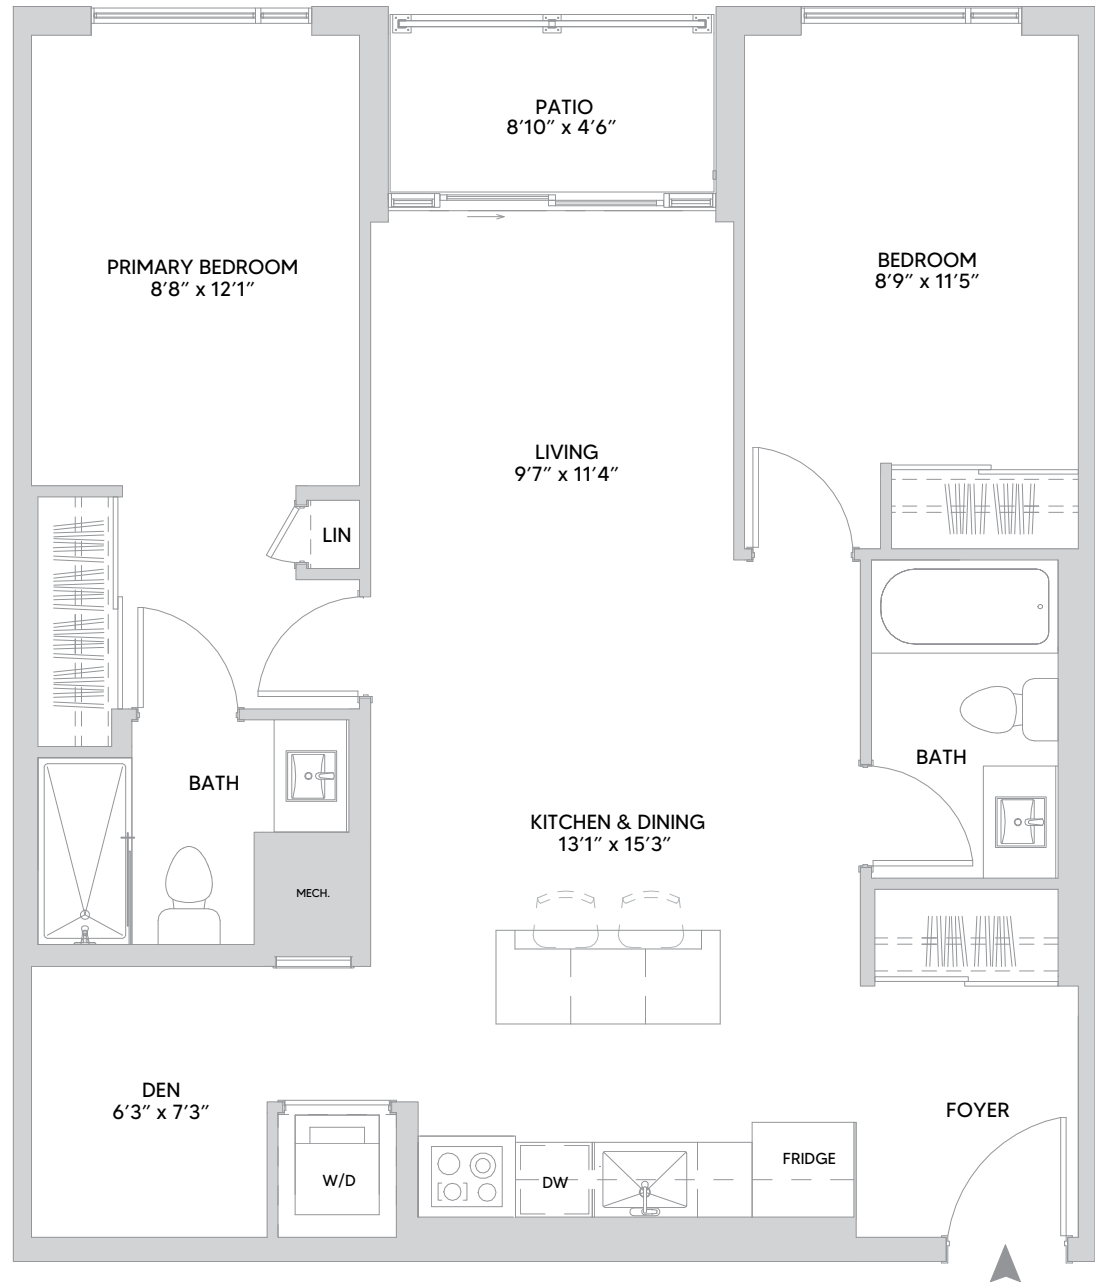 PATIO
8'10" x 4'6"
PRIMARY BEDROOM
8'8" x 12'1"
BEDROOM
8'9" x 11'5"
LIVING
9'7" x 11'4"
LIN
BATH
BATH
KITCHEN & DINING
13'1" x 15'3"
MECH.
DEN
6'3" x 7'3"
FOYER
W/D
DW
FRIDGE